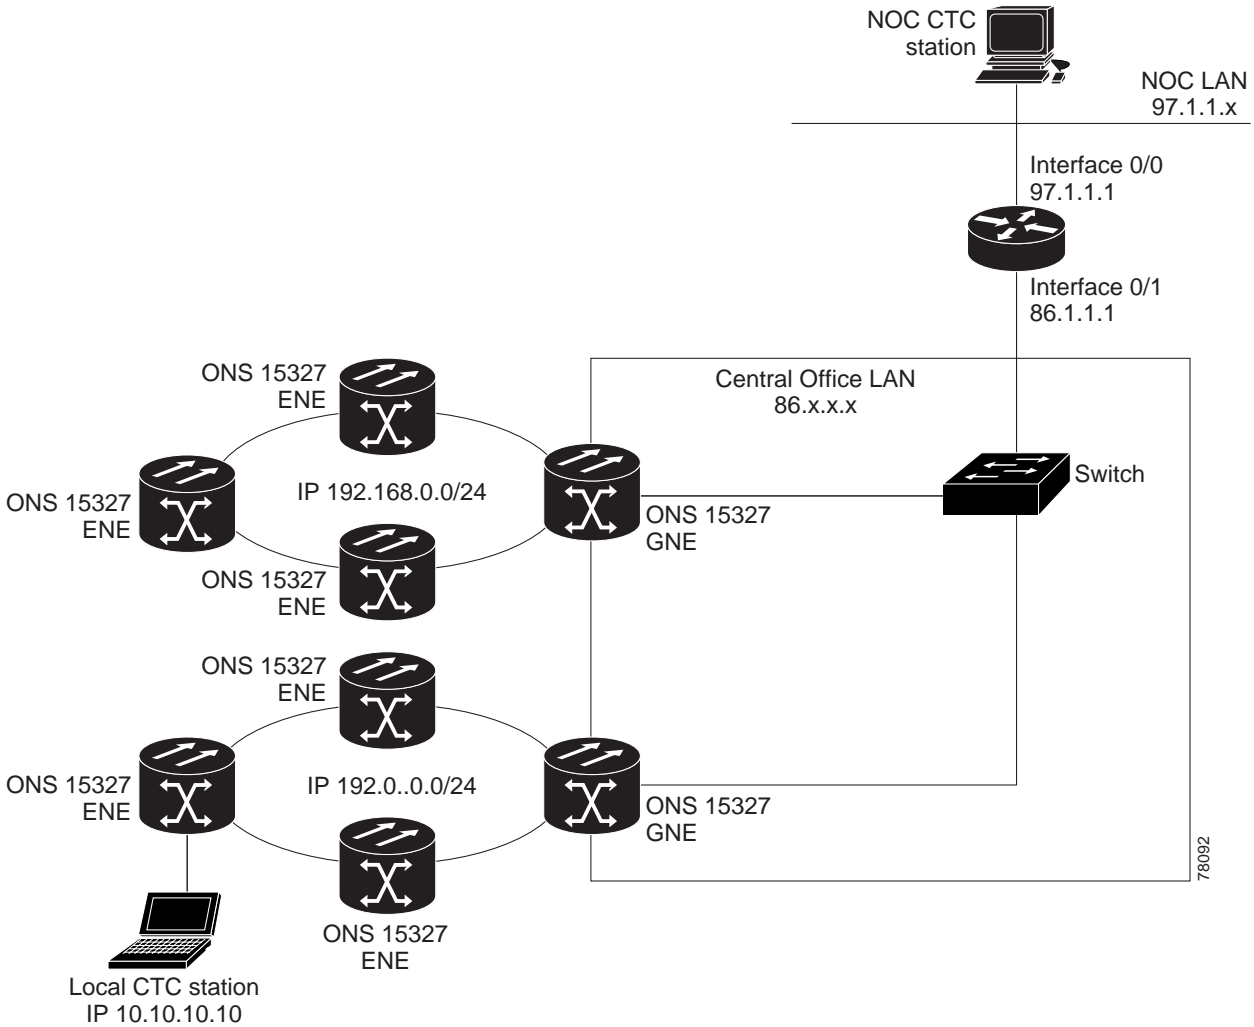 NOC CTC
station
NOC LAN
97.1.1.x
Interface 0/0
97.1.1.1
Interface 0/1
86.1.1.1
Central Office LAN
86.x.x.x
ONS 15327
ENE
ONS 15327
ENE
IP 192.168.0.0/24
Switch
ONS 15327
GNE
ONS 15327
ENE
ONS 15327
ENE
ONS 15327
ENE
IP 192.0..0.0/24
ONS 15327
GNE
78092
ONS 15327
ENE
Local CTC station
IP 10.10.10.10